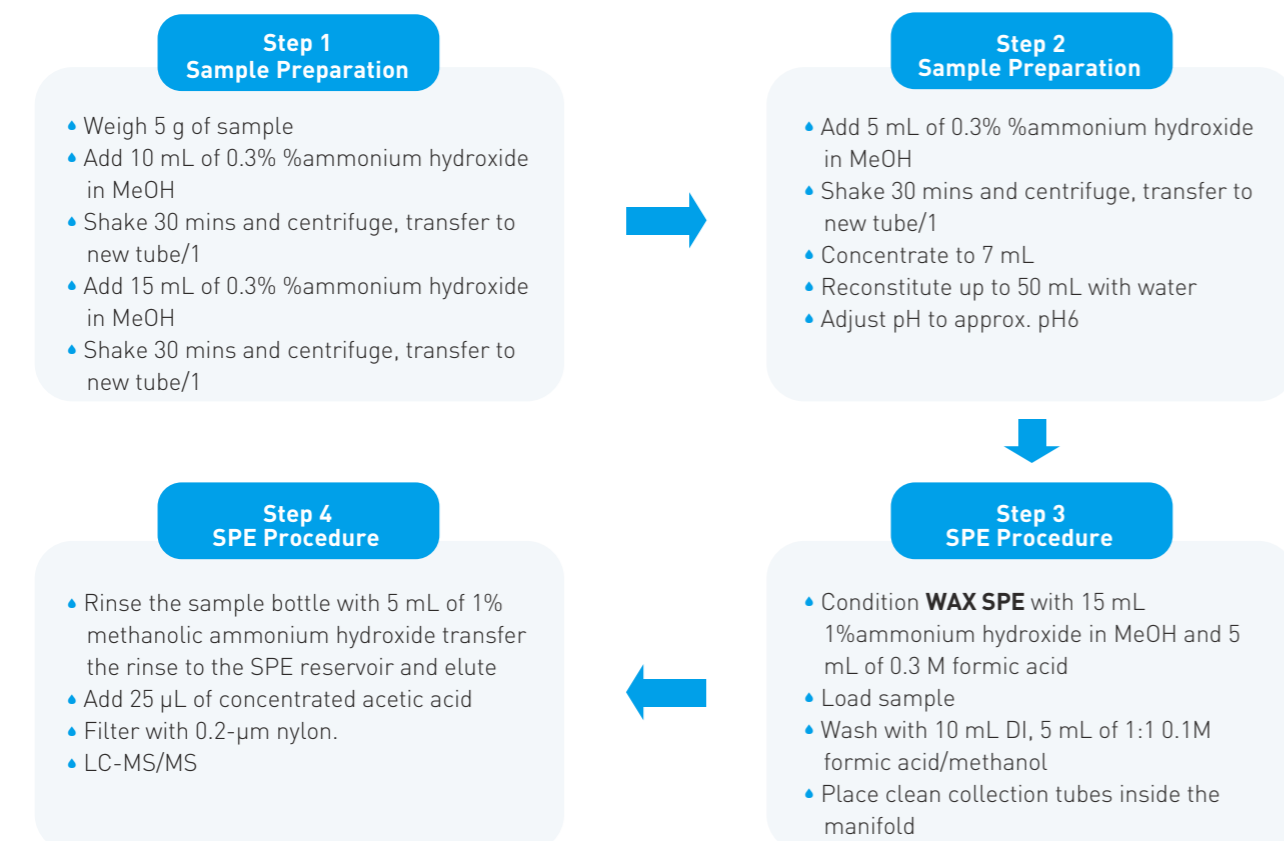 Step 1
Sample Preparation
• Weigh 5 g of sample
• Add 10 mL of 0.3% %ammonium hydroxide
in MeOH
• Shake 30 mins and centrifuge, transfer to
new tube/1
• Add 15 mL of 0.3% %ammonium hydroxide
in MeOH
• Shake 30 mins and centrifuge, transfer to
new tube/1
Step 2
Sample Preparation
• Add 5 mL of 0.3% %ammonium hydroxide
in MeOH
• Shake 30 mins and centrifuge, transfer to
new tube/1
• Concentrate to 7 mL
• Reconstitute up to 50 mL with water
• Adjust pH to approx. pH6
Step 3
SPE Procedure
• Condition WAX SPE with 15 mL
1%ammonium hydroxide in MeOH and 5
mL of 0.3 M formic acid
• Load sample
• Wash with 10 mL DI, 5 mL of 1:1 0.1M
formic acid/methanol
• Place clean collection tubes inside the
manifold
Step 4
SPE Procedure
• Rinse the sample bottle with 5 mL of 1%
methanolic ammonium hydroxide transfer
the rinse to the SPE reservoir and elute
• Add 25 µL of concentrated acetic acid
• Filter with 0.2-µm nylon.
• LC-MS/MS